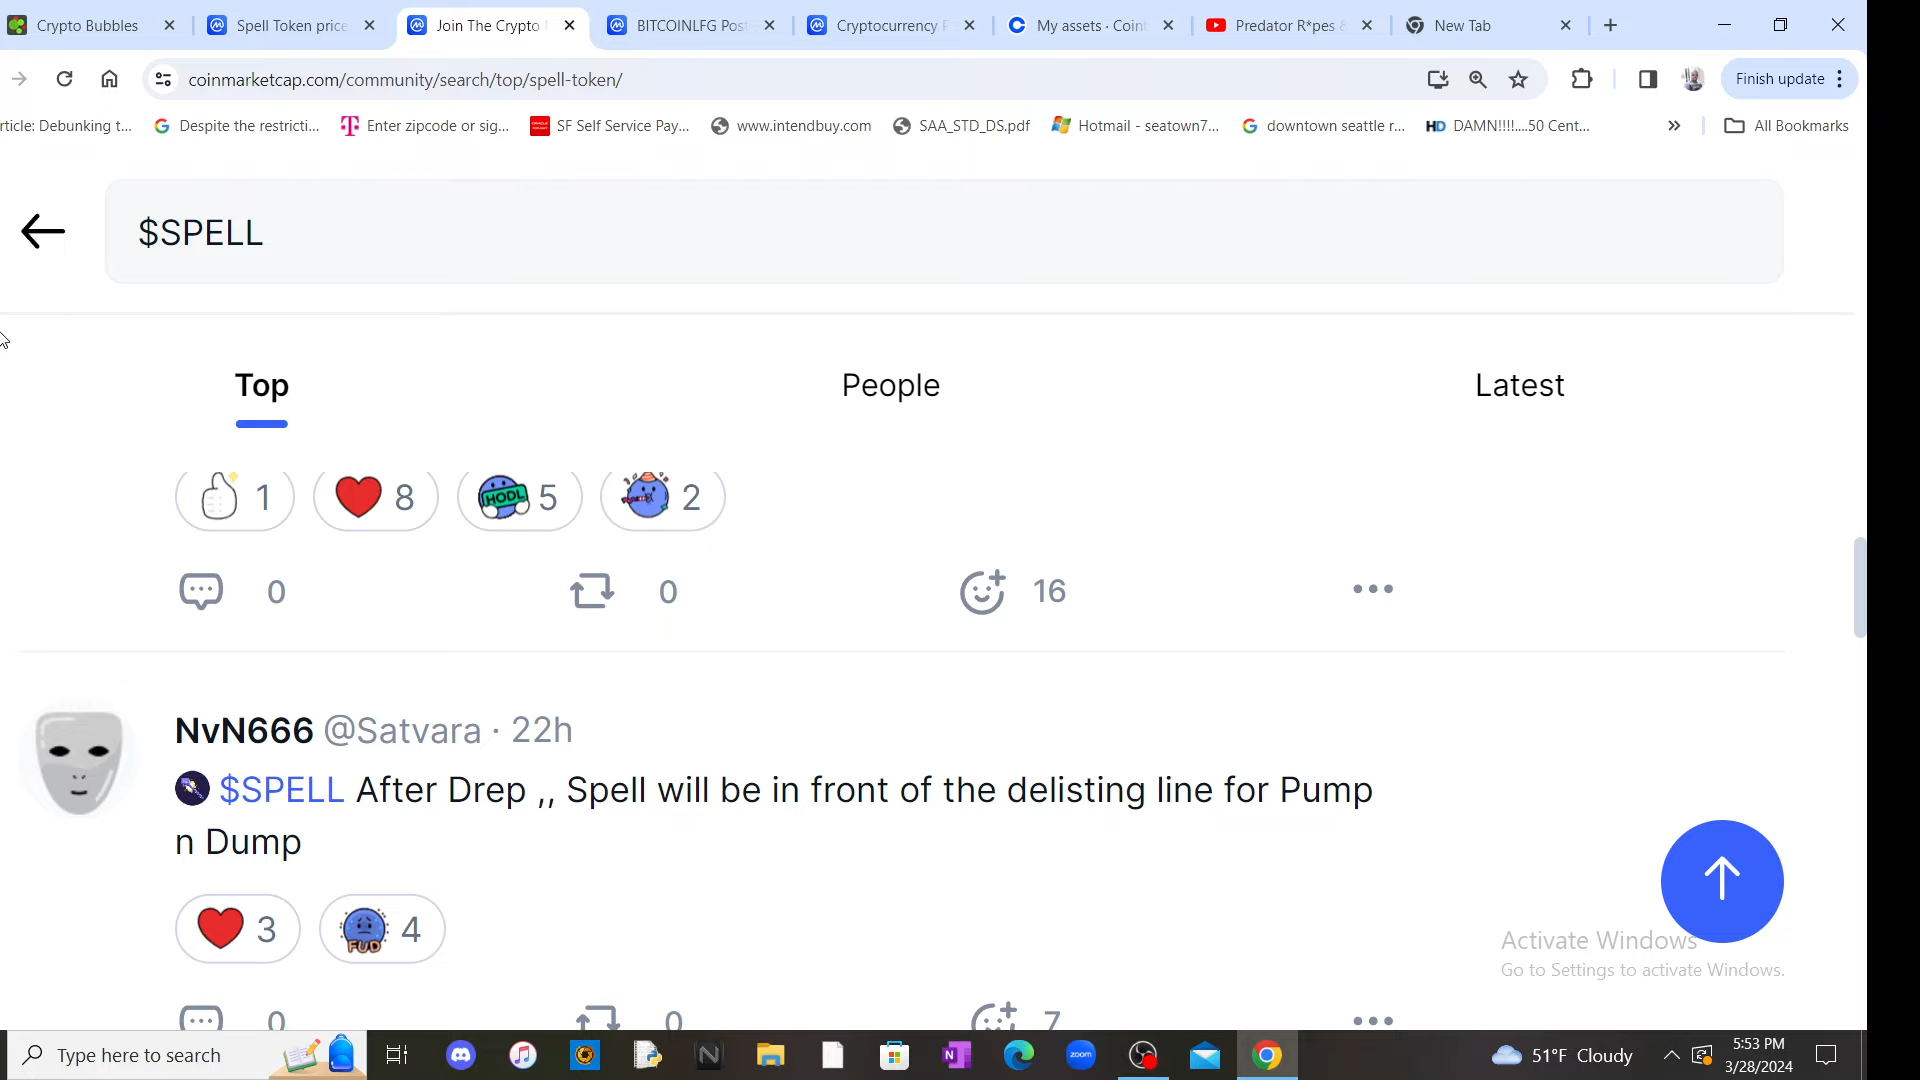 Crypto Bubbles
Spell Token price
Join The Crypto
BITCOINLFG Post
Cryptocurrency P
My assets · Coin
Predator R*pes &
New Tab
coinmarketcap.com/community/search/top/spell-token/
Finish update
rticle: Debunking t...
Despite the restricti...
Enter zipcode or sig...
SF Self Service Pay...
www.intendbuy.com
SAA_STD_DS.pdf
Hotmail - seatown7...
downtown seattle r...
HD DAMN!!!!....50 Cent...
»
All Bookmarks
$SPELL
Top
People
Latest
1
8
HODL 5
2
0
0
16
NvN666 @Satvara · 22h
$SPELL After Drep ,, Spell will be in front of the delisting line for Pump
n Dump
3
FUD 4
0
0
7
Activate Windows
Go to Settings to activate Windows.
Type here to search
zoom
51°F Cloudy
5:53 PM
3/28/2024